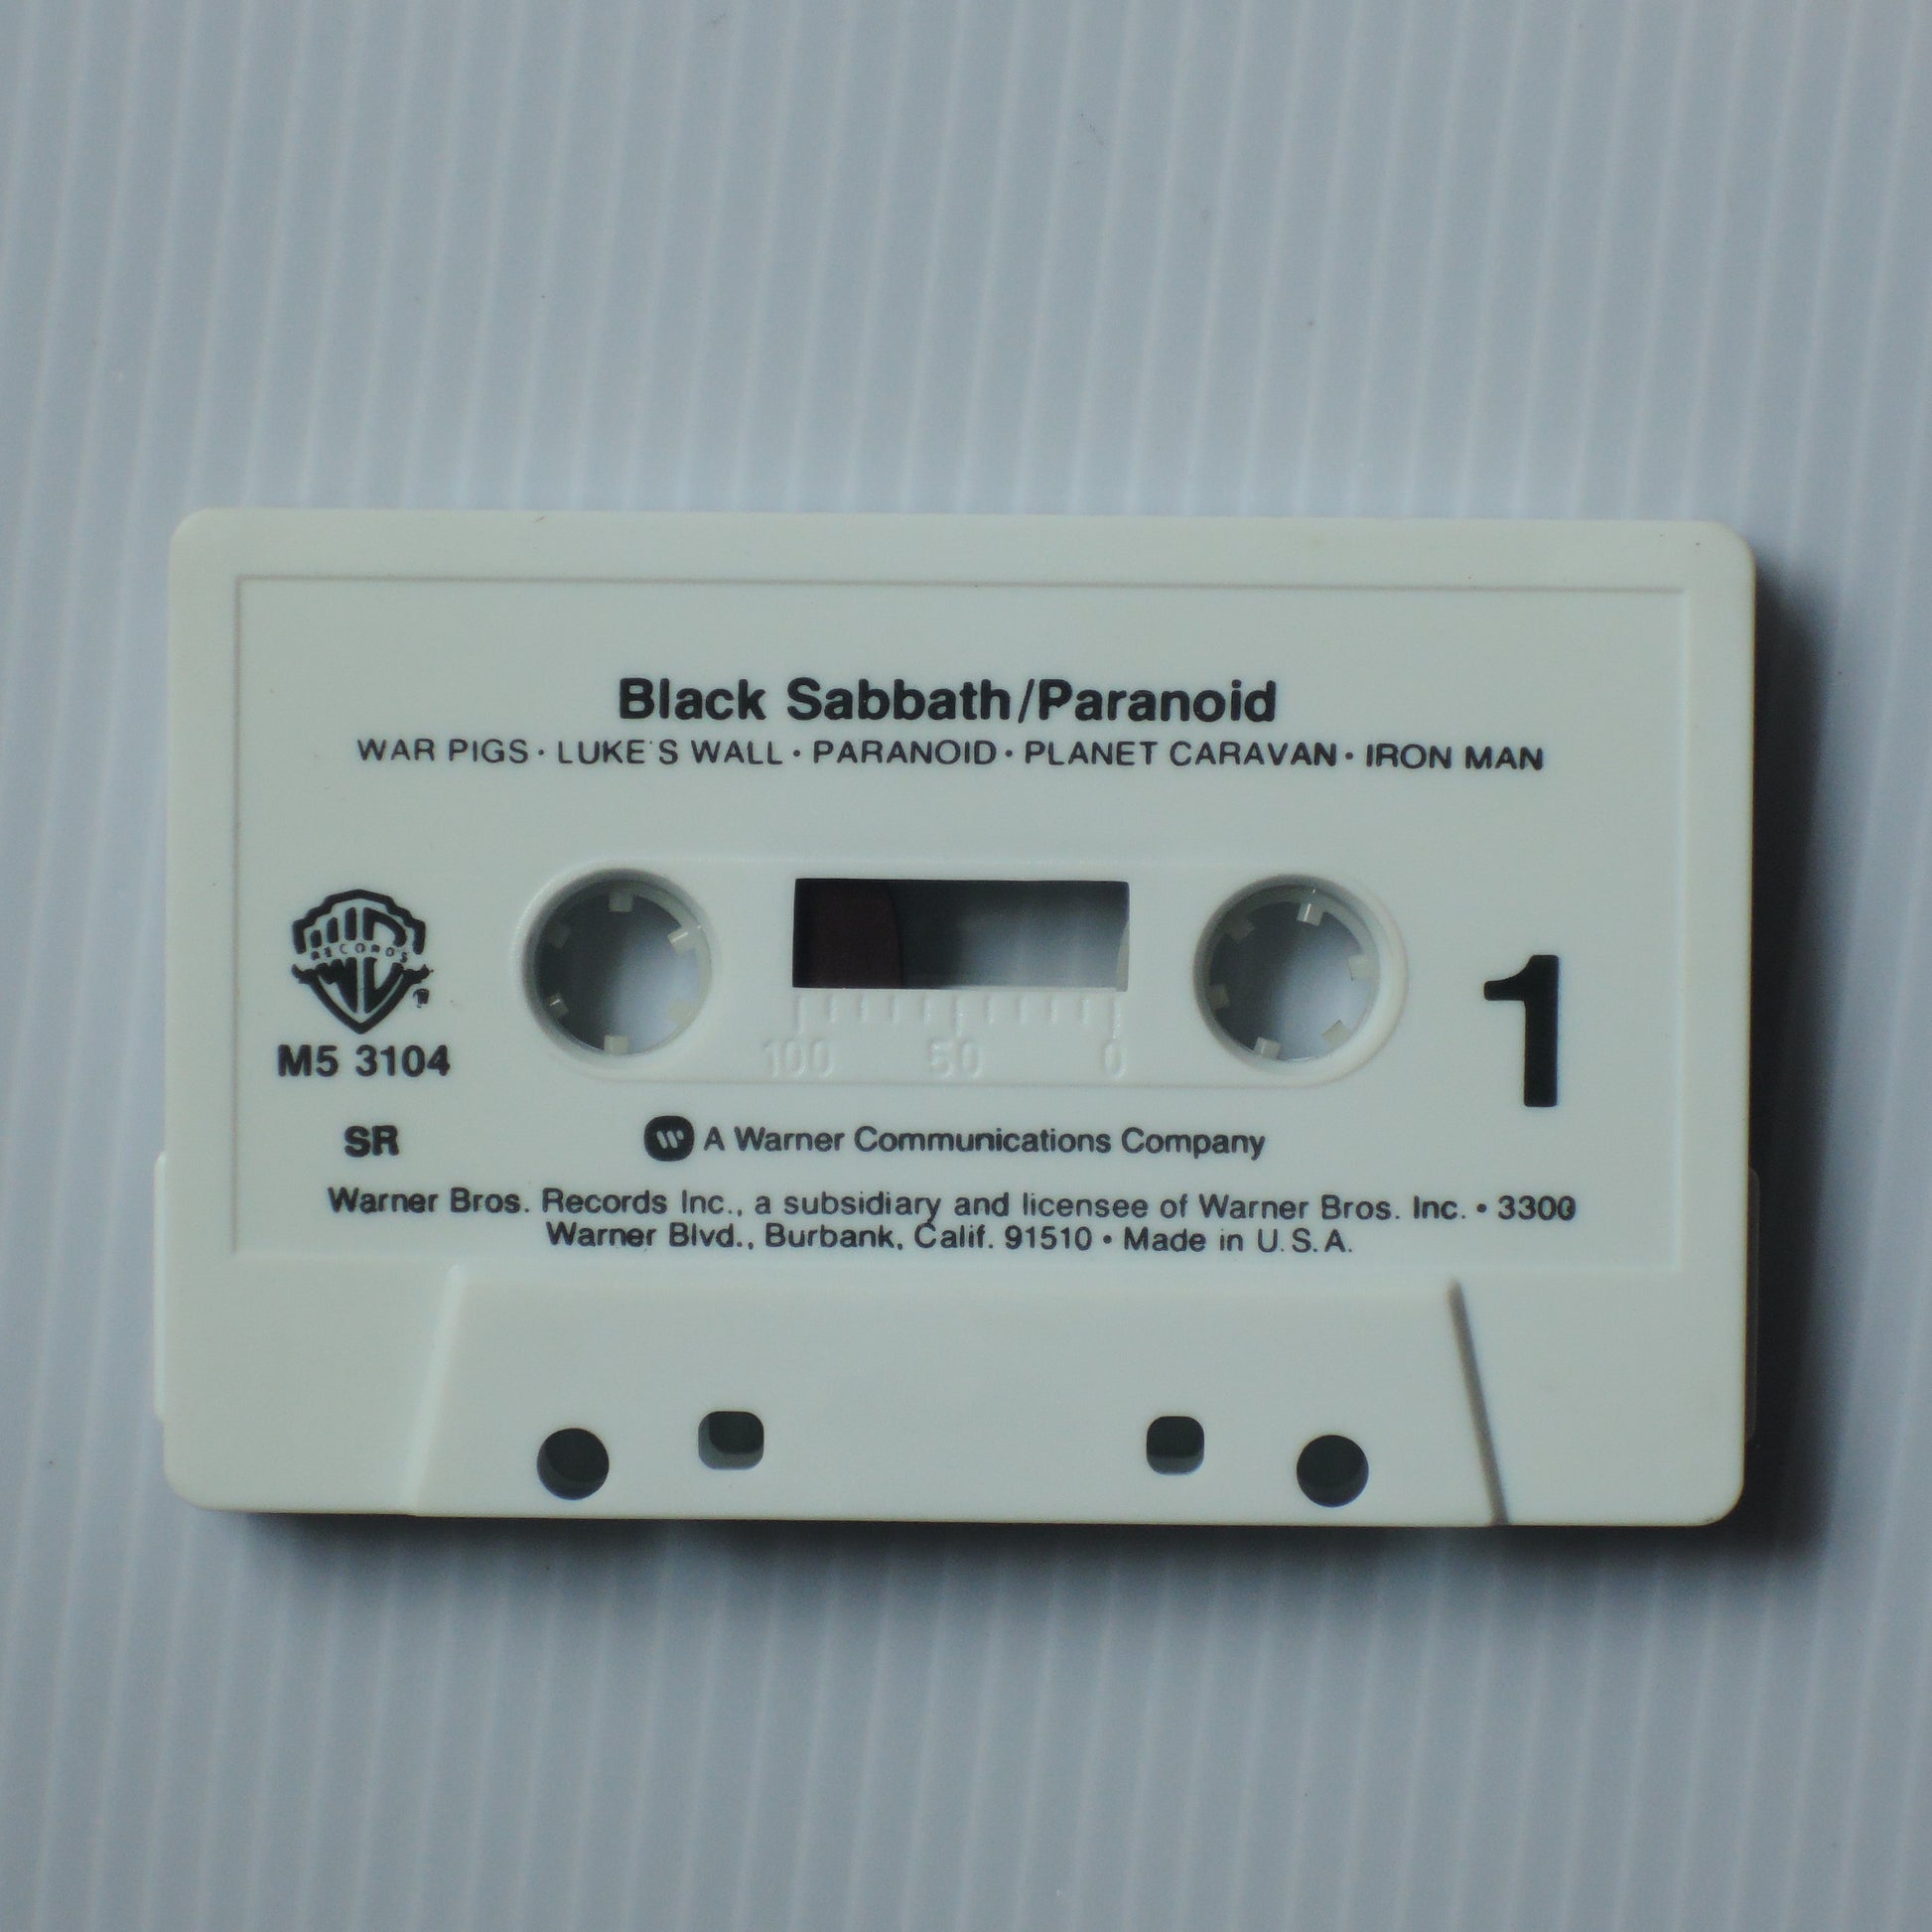 Black Sabbath/Paranoid
WAR PIGS · LUKE'S WALL · PARANOID · PLANET CARAVAN · IRON MAN
RECORDS
M5 3104
SR
1
100 50 0
A Warner Communications Company
Warner Bros. Records Inc., a subsidiary and licensee of Warner Bros. Inc. • 3300
Warner Blvd., Burbank, Calif. 91510 • Made in U.S.A.